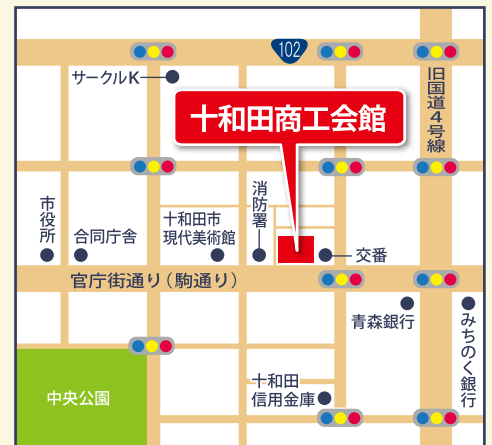 102
サークルK
旧国道4号線
十和田商工会館
市役所
合同庁舎
十和田市
現代美術館
消防署
交番
官庁街通り(駒通り)
青森銀行
みちのく銀行
十和田
信用金庫
中央公園